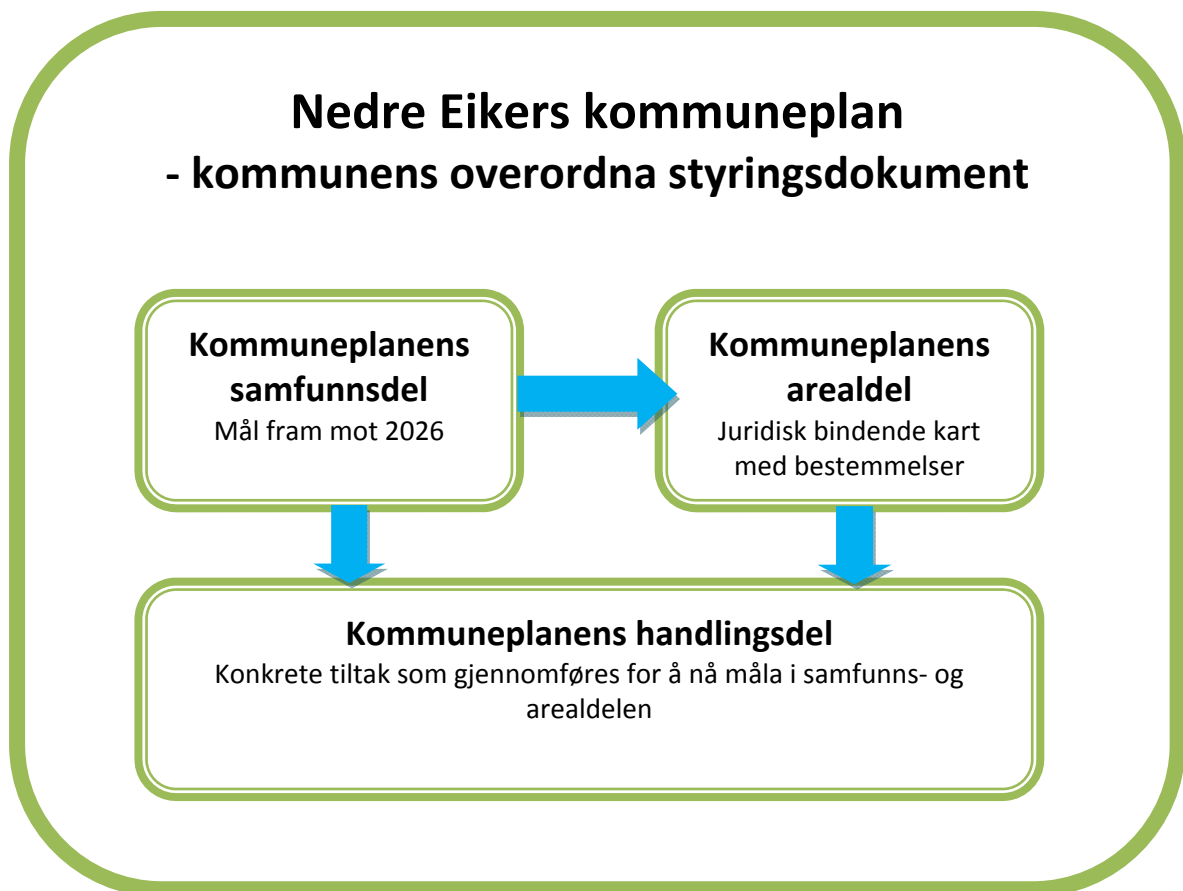 Nedre Eikers kommuneplan
- kommunens overordna styringsdokument
Kommuneplanens
samfunnsdel
Mål fram mot 2026
Kommuneplanens
arealdel
Juridisk bindende kart
med bestemmelser
Kommuneplanens handlingsdel
Konkrete tiltak som gjennomføres for å nå måla i samfunns- og
arealdelen